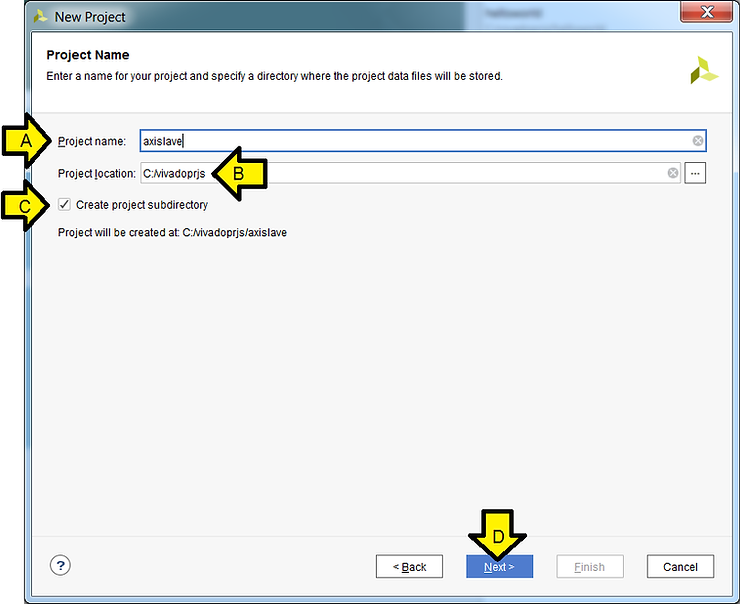 New Project
Project Name
Enter a name for your project and specify a directory where the project data files will be stored.
A
Project name: axislave
Project location: C:/vivadoprjs
B
...
C
Create project subdirectory
Project will be created at: C:/vivadoprjs/axislave
D
?
< Back
Next >
Finish
Cancel